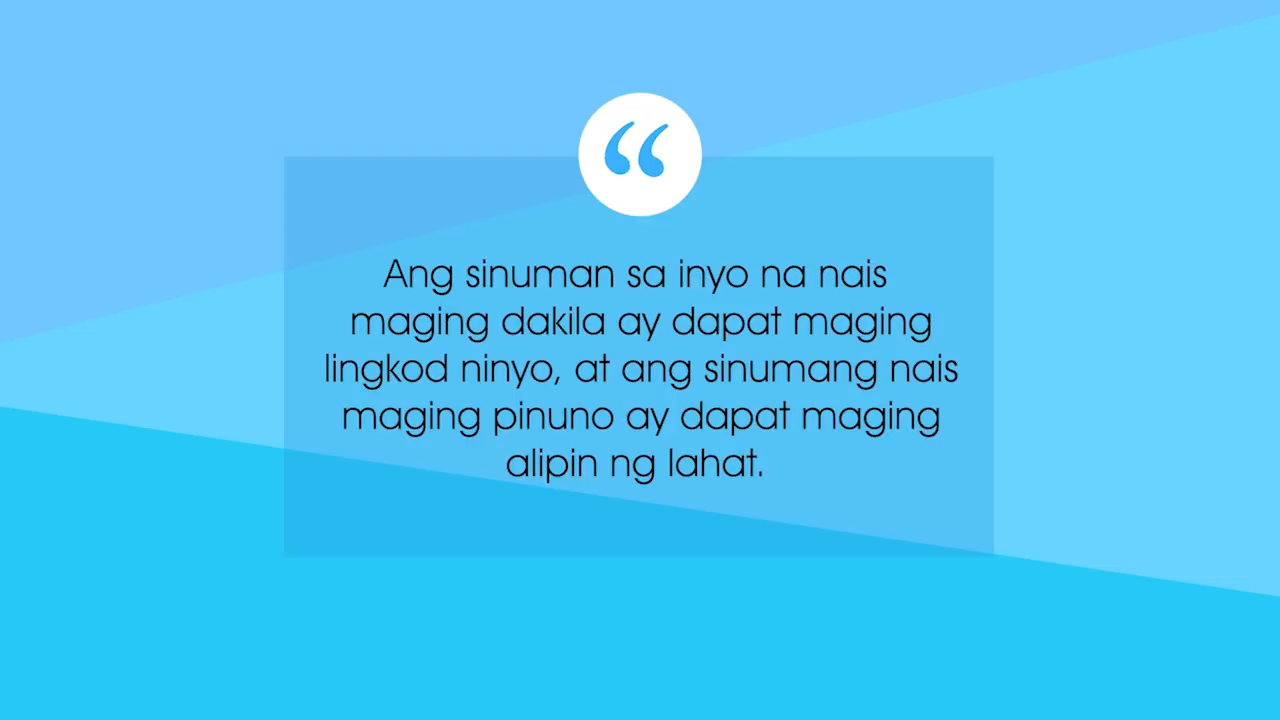 “
Ang sinuman sa inyo na nais
maging dakila ay dapat maging
lingkod ninyo, at ang sinumang nais
maging pinuno ay dapat maging
alipin ng lahat.